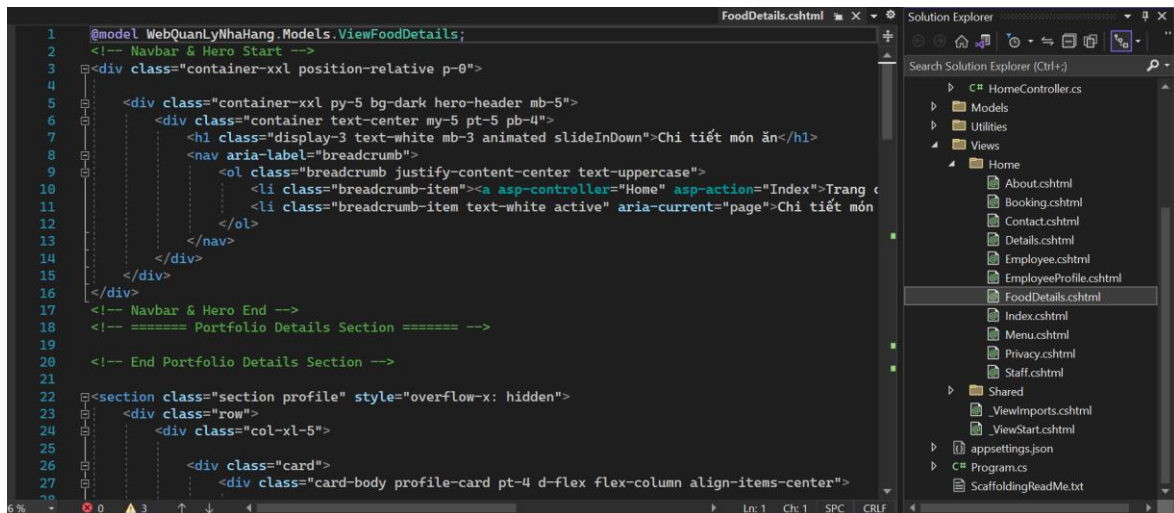 FoodDetails.cshtml
1 @model WebQuanLyNhaHang.Models.ViewFoodDetails;
2 <!-- Navbar & Hero Start -->
3 <div class="container-xxl position-relative p-0">
4
5 <div class="container-xxl py-5 bg-dark hero-header mb-5">
6 <div class="container text-center my-5 pt-5 pb-4">
7 <h1 class="display-3 text-white mb-3 animated slideInDown">Chi tiết món ăn</h1>
8 <nav aria-label="breadcrumb">
9 <ol class="breadcrumb justify-content-center text-uppercase">
10 <li class="breadcrumb-item"><a asp-controller="Home" asp-action="Index">Trang
11 <li class="breadcrumb-item text-white active" aria-current="page">Chi tiết món
12 </ol>
13 </nav>
14 </div>
15 </div>
16 </div>
17 <!-- Navbar & Hero End -->
18 <!-- ======= Portfolio Details Section ======= -->
19
20 <!-- End Portfolio Details Section -->
21
22 <section class="section profile" style="overflow-x: hidden">
23 <div class="row">
24 <div class="col-xl-5">
25
26 <div class="card">
27 <div class="card-body profile-card pt-4 d-flex flex-column align-items-center">
28
6 % 0 3 Ln: 1 Ch: 1 SPC CRLF
Solution Explorer
Search Solution Explorer (Ctrl+;)
C# HomeController.cs
Models
Utilities
Views
Home
About.cshtml
Booking.cshtml
Contact.cshtml
Details.cshtml
Employee.cshtml
EmployeeProfile.cshtml
FoodDetails.cshtml
Index.cshtml
Menu.cshtml
Privacy.cshtml
Staff.cshtml
Shared
_ViewImports.cshtml
_ViewStart.cshtml
appsettings.json
C# Program.cs
ScaffoldingReadMe.txt